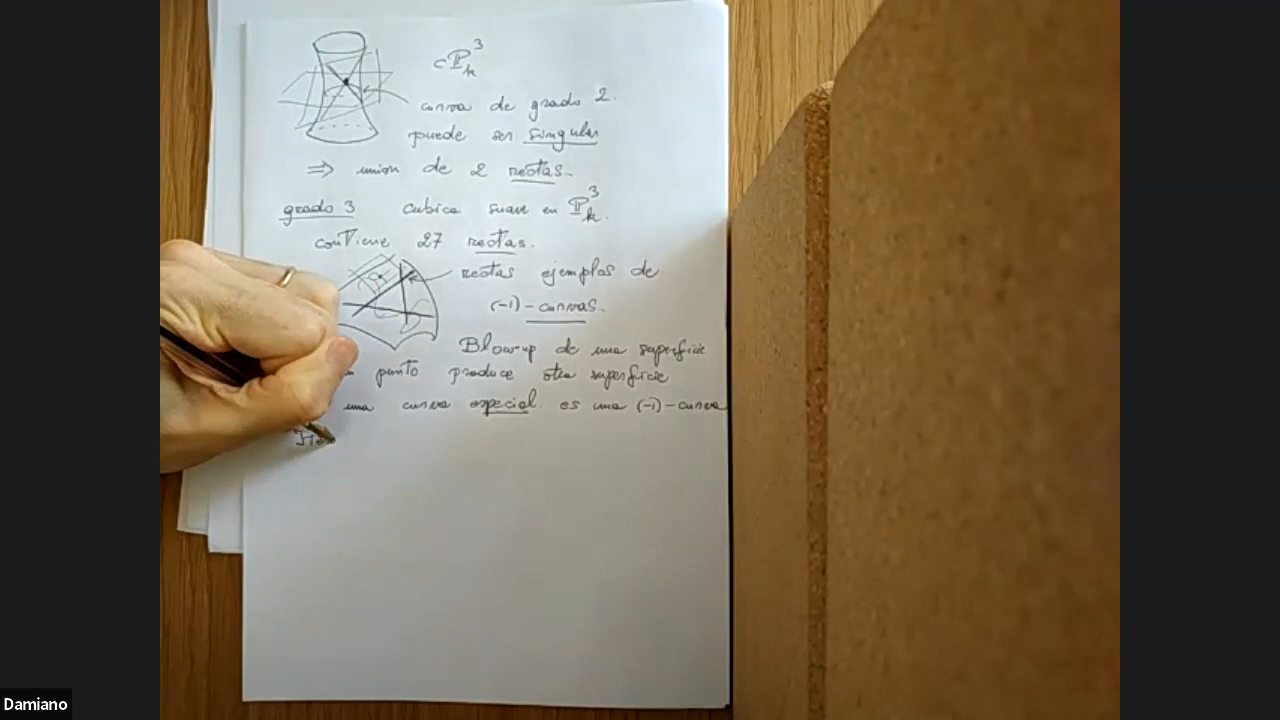 ⊂ ℙ³ₖ
curva de grado 2.
puede ser singular
⇒ union de 2 rectas.
grado 3 cubica suave en ℙ³ₖ.
contiene 27 rectas.
rectas ejemplos de
(-1)-curvas.
Blow-up de una superficie
punto produce otra superficie
una curva especial. es una (-1)-curva
Damiano